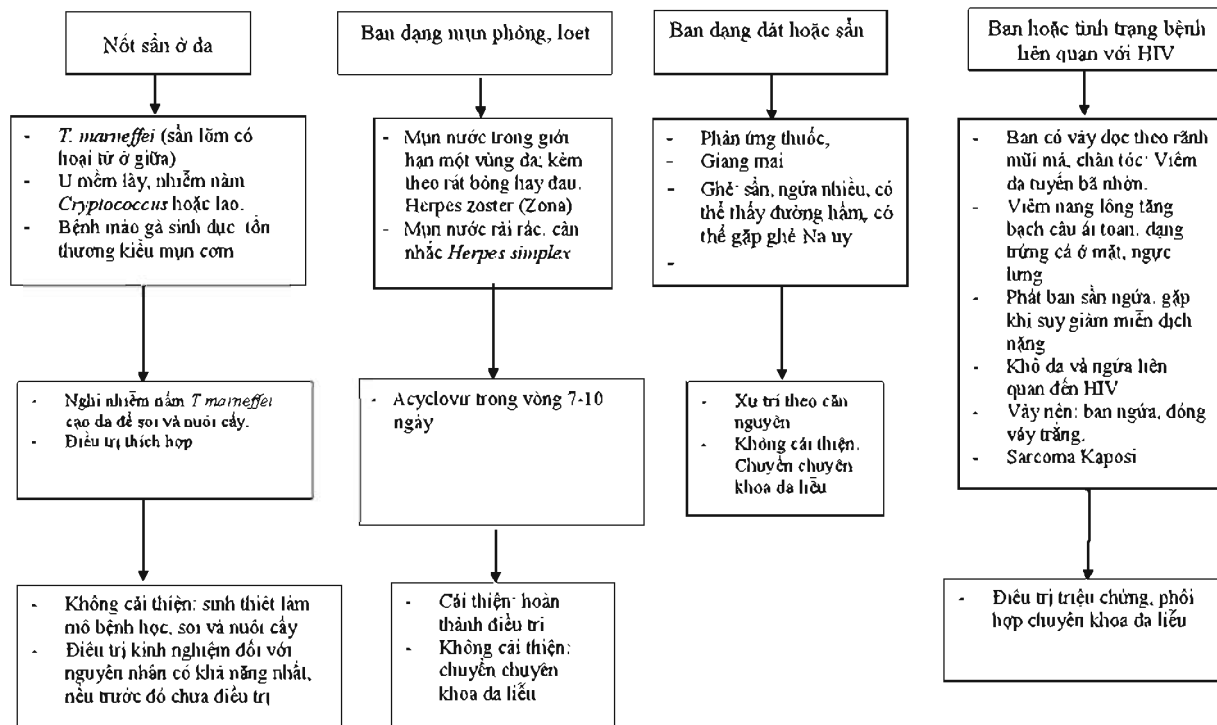 Nốt sẩn ở da
- T. marneffei (sẩn lõm có
hoại tử ở giữa)
- U mềm lây, nhiễm nấm
Cryptococcus hoặc lao.
- Bệnh mào gà sinh dục: tổn
thương kiểu mụn cơm
- Nghi nhiễm nấm T marneffei
cạo da để soi và nuôi cấy.
- Điều trị thích hợp
- Không cải thiện: sinh thiết làm
mô bệnh học, soi và nuôi cấy
- Điều trị kinh nghiệm đối với
nguyên nhân có khả năng nhất,
nếu trước đó chưa điều trị
Ban dạng mụn phỏng, loet
- Mụn nước trong giới
hạn một vùng da; kèm
theo rát bỏng hay đau.
Herpes zoster (Zona)
- Mụn nước rải rác, cân
nhắc Herpes simplex
- Acyclovir trong vòng 7-10
ngày
- Cải thiện: hoàn
thành điều trị
- Không cải thiện:
chuyển chuyên
khoa da liễu
Ban dạng dát hoặc sẩn
- Phản ứng thuốc,
- Giang mai
- Ghẻ: sẩn, ngứa nhiều, có
thể thấy đường hầm, có
thể gặp ghẻ Na uy
-
- Xử trí theo căn
nguyên
- Không cải thiện.
Chuyển chuyên
khoa da liễu
Ban hoặc tình trạng bệnh
liên quan với HIV
- Ban có vảy dọc theo rãnh
mũi má, chân tóc: Viêm
da tuyến bã nhờn.
- Viêm nang lông tăng
bạch cầu ái toan, dạng
trứng cá ở mặt, ngực
lưng
- Phát ban sẩn ngứa, gặp
khi suy giảm miễn dịch
nặng
- Khô da và ngứa liên
quan đến HIV
- Vảy nến: ban ngứa, đóng
vảy trắng.
- Sarcoma Kaposi
- Điều trị triệu chứng, phối
hợp chuyên khoa da liễu